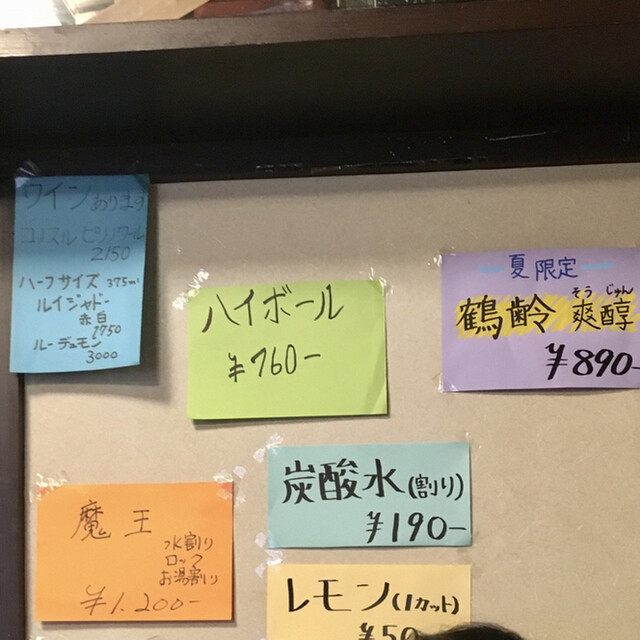 ワインあります
コノスル ピノノワール
2150
ハーフサイズ 375ml
ルイジャドー
赤白
1750
ルーデュモン
3000
ハイボール
¥760-
夏限定
そう じゅん
鶴齢 爽醇
¥890-
炭酸水(割り)
¥190-
魔王
水割り
ロック
お湯割り
¥1.200-
レモン(1カット)
¥50